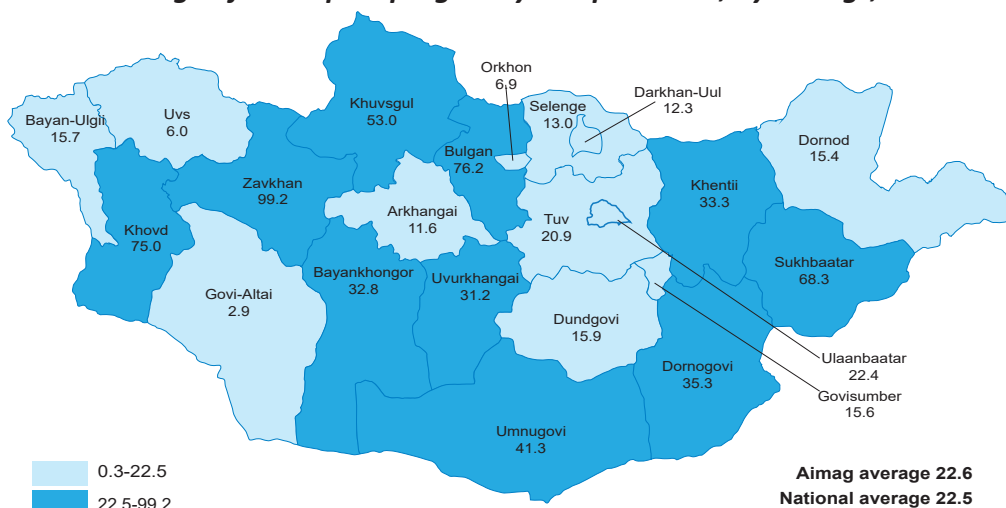 Orkhon
6.9
Darkhan-Uul
12.3
Selenge
13.0
Khuvsgul
53.0
Uvs
6.0
Bayan-Ulgii
15.7
Dornod
15.4
Bulgan
76.2
Zavkhan
99.2
Khentii
33.3
Arkhangai
11.6
Tuv
20.9
Khovd
75.0
Sukhbaatar
68.3
Bayankhongor
32.8
Uvurkhangai
31.2
Govi-Altai
2.9
Dundgovi
15.9
Ulaanbaatar
22.4
Dornogovi
35.3
Govisumber
15.6
Umnugovi
41.3
0.3-22.5
22.5-99.2
Aimag average 22.6
National average 22.5